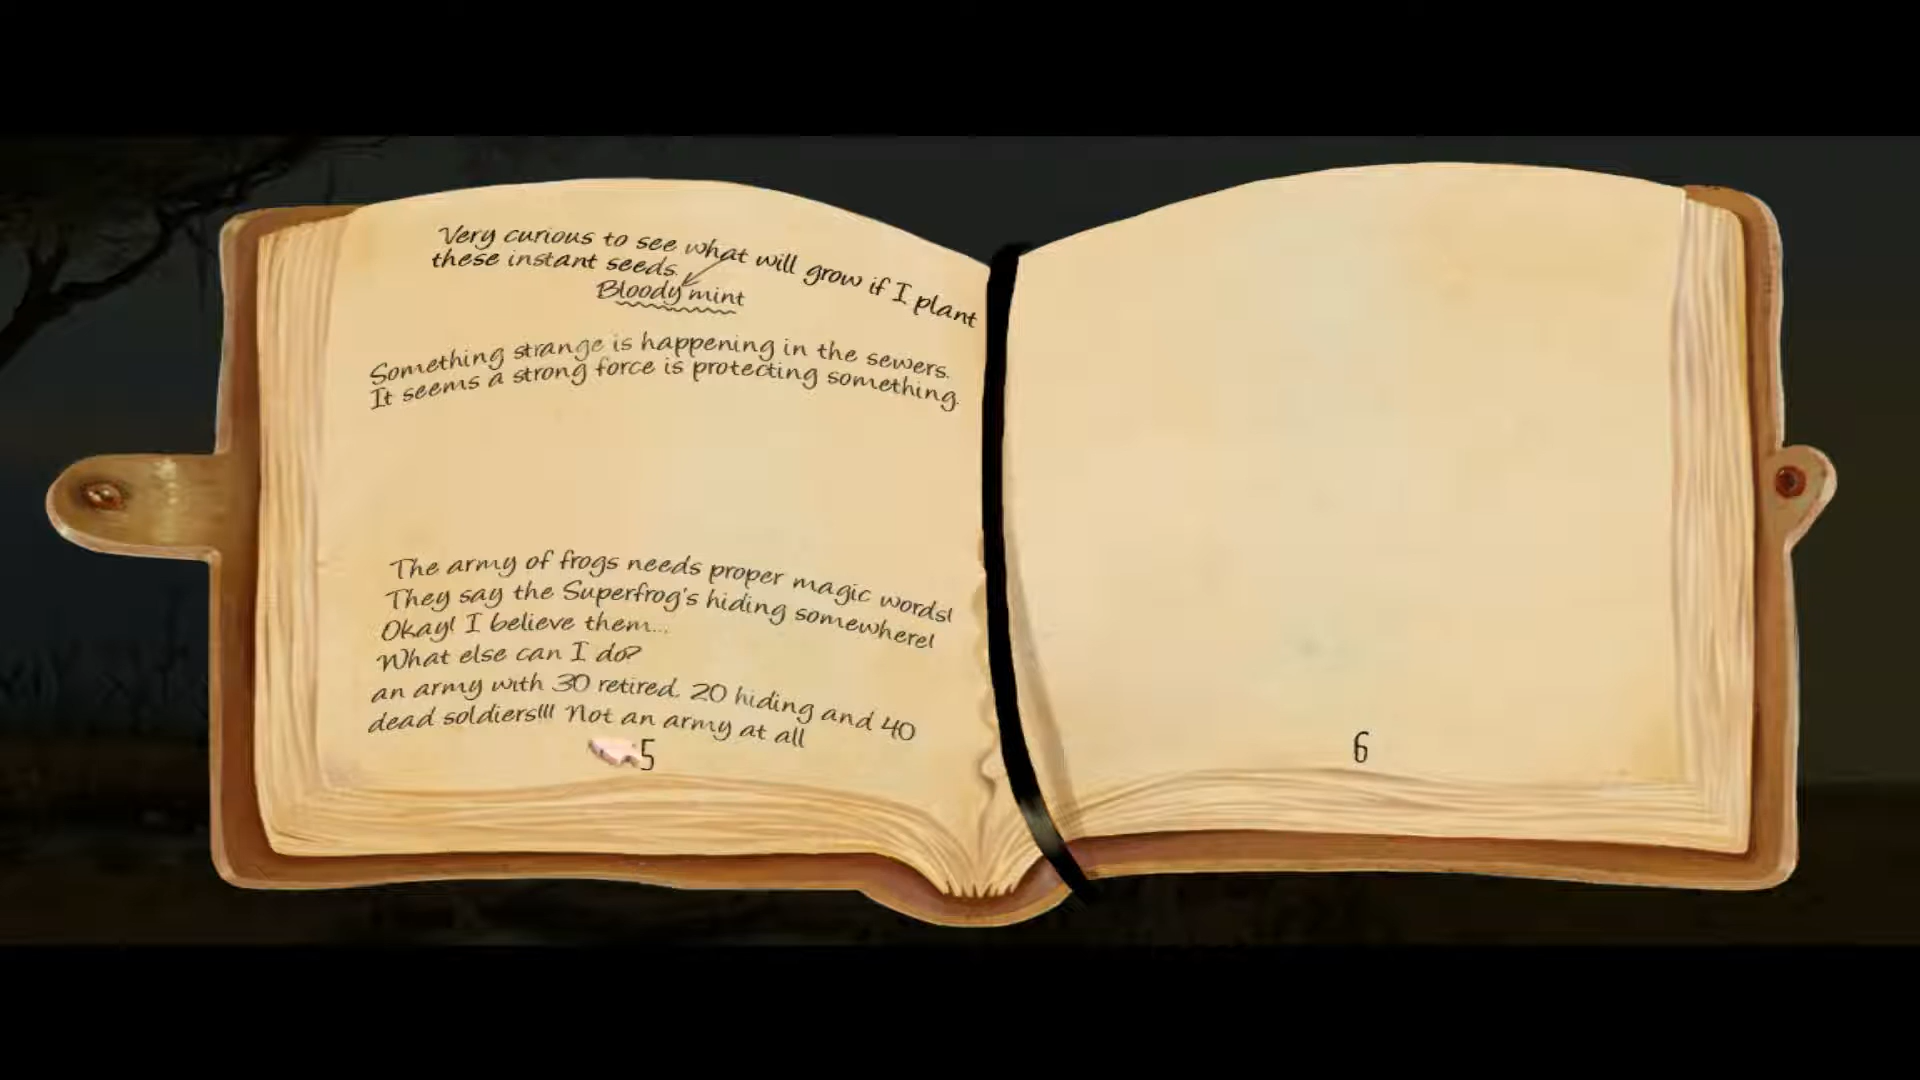 Very curious to see what will grow if I plant
these instant seeds.
Bloody mint
Something strange is happening in the sewers.
It seems a strong force is protecting something.
The army of frogs needs proper magic words!
They say the Superfrog's hiding somewhere!
Okay! I believe them...
What else can I do?
an army with 30 retired, 20 hiding and 40
dead soldiers!!! Not an army at all
5
6